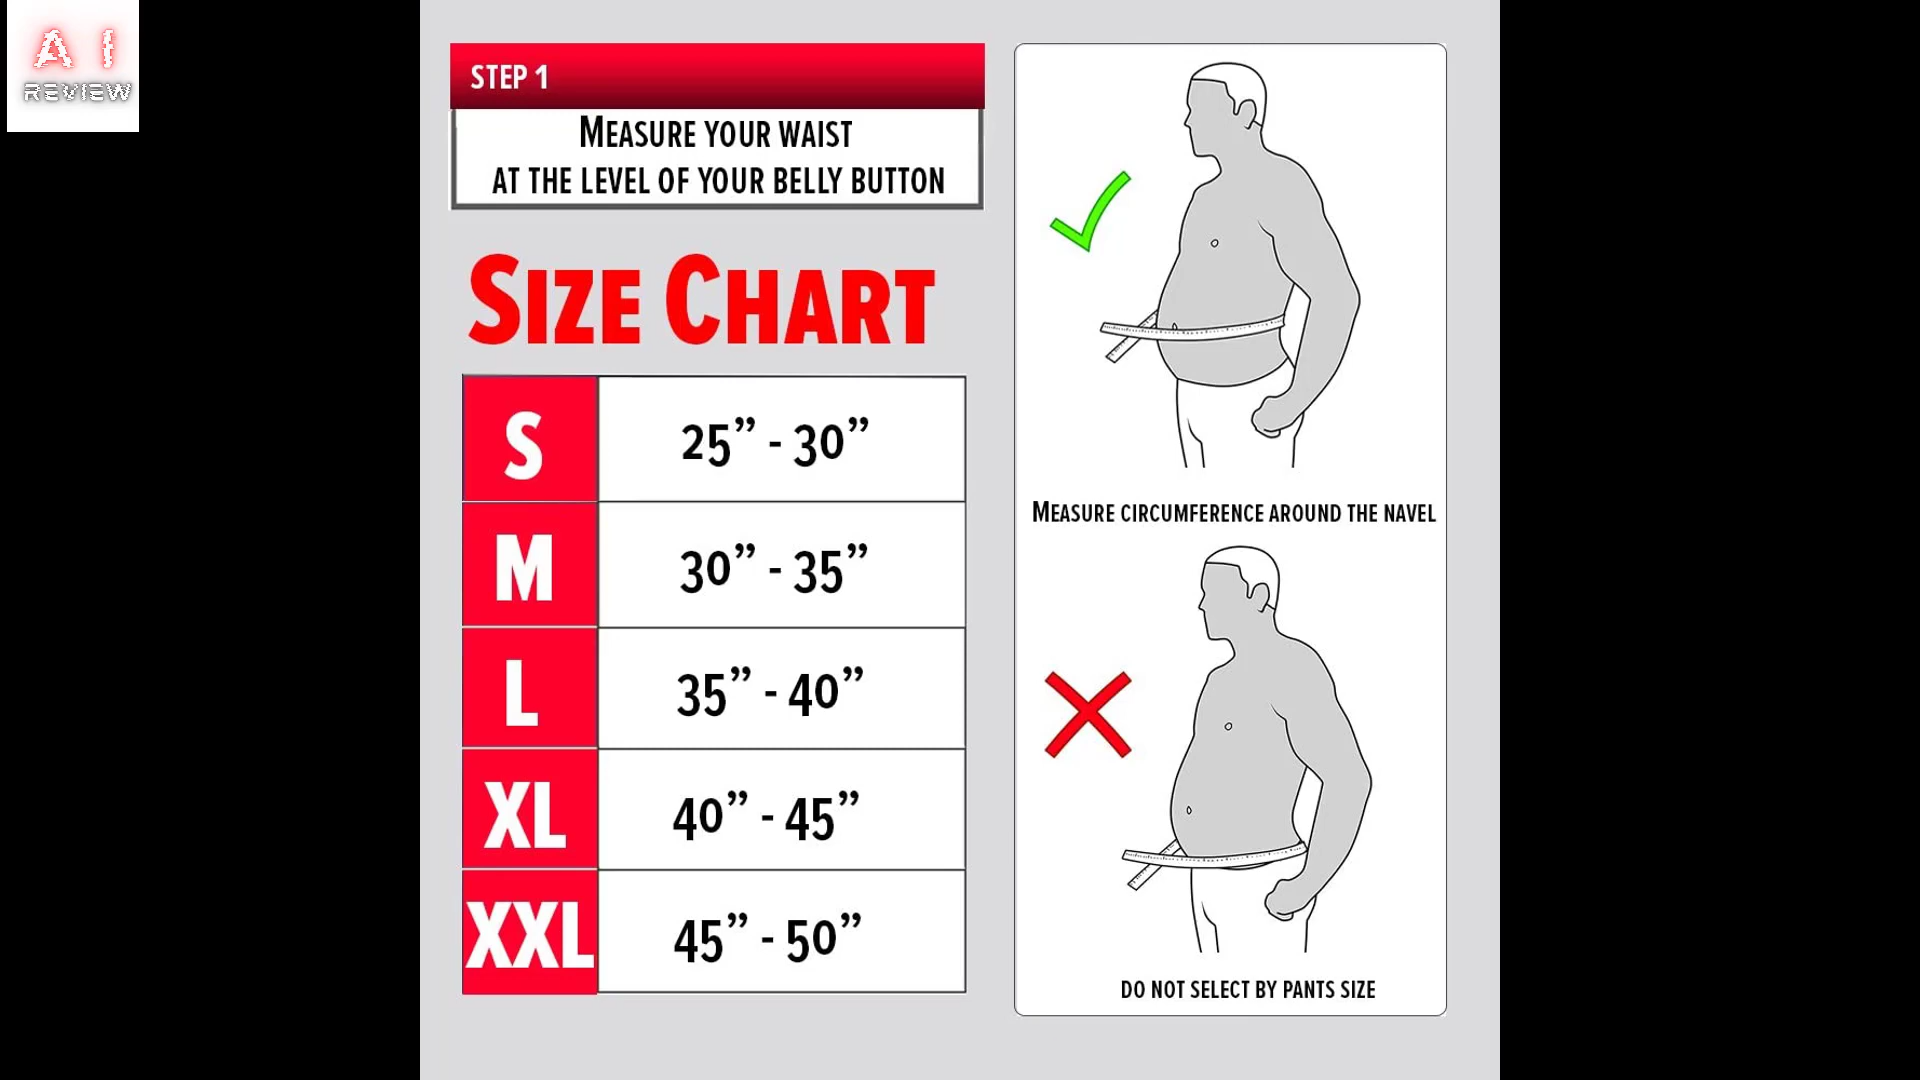 A I
REVIEW
STEP 1
MEASURE YOUR WAIST
AT THE LEVEL OF YOUR BELLY BUTTON
SIZE CHART
S 25” - 30”
M 30” - 35”
L 35” - 40”
XL 40” - 45”
XXL 45” - 50”
MEASURE CIRCUMFERENCE AROUND THE NAVEL
DO NOT SELECT BY PANTS SIZE